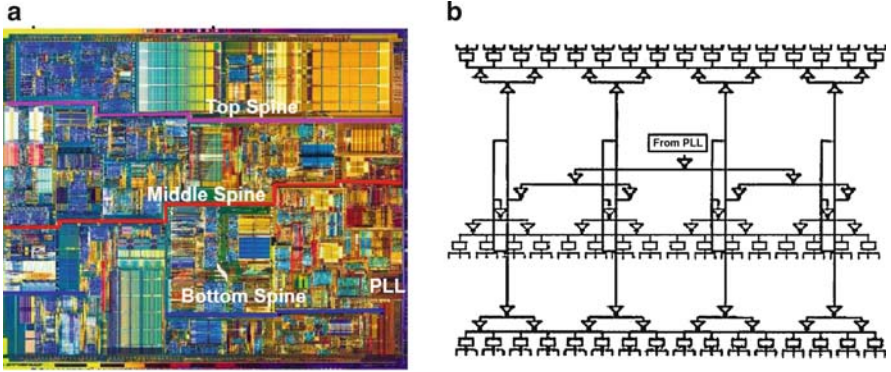 a
Top Spine
Middle Spine
Bottom Spine
PLL
b
From PLL